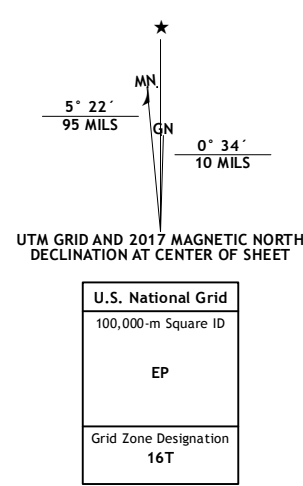 MN.
5° 22´
95 MILS
GN
0° 34´
10 MILS
UTM GRID AND 2017 MAGNETIC NORTH
DECLINATION AT CENTER OF SHEET
U.S. National Grid
100,000-m Square ID
EP
Grid Zone Designation
16T